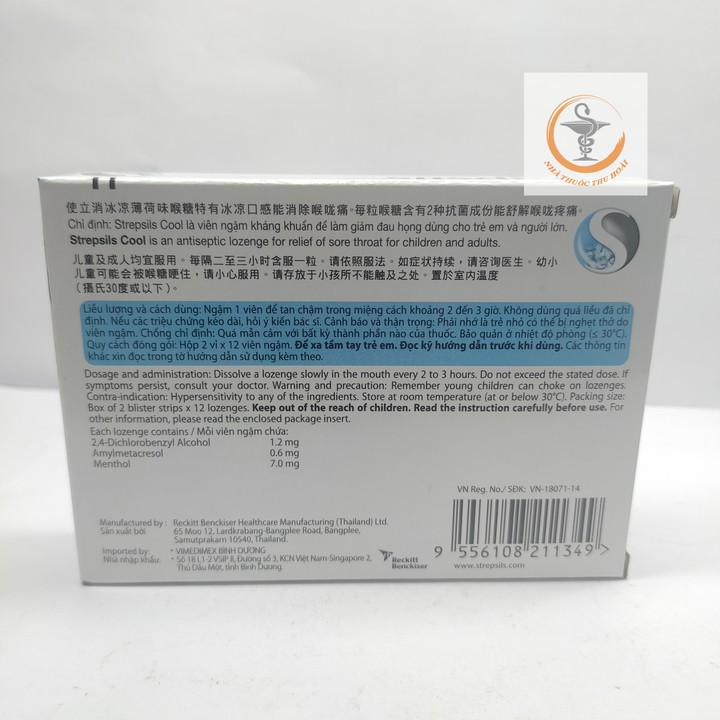 NHÀ THUỐC THU HOÀI
使立消冰凉薄荷味喉糖特有冰凉口感能消除喉咙痛。每粒喉糖含有2种抗菌成份能舒解喉咙疼痛。
Chỉ định: Strepsils Cool là viên ngậm kháng khuẩn để làm giảm đau họng dùng cho trẻ em và người lớn.
Strepsils Cool is an antiseptic lozenge for relief of sore throat for children and adults.
儿童及成人均宜服用。每隔二至三小时含服一粒。请依照服法。如症状持续，请咨询医生。幼小
儿童可能会被喉糖哽住，请小心服用。请存放于小孩所不能触及之处。置於室内温度
（摄氏30度或以下）。
Liều lượng và cách dùng: Ngậm 1 viên để tan chậm trong miệng cách khoảng 2 đến 3 giờ. Không dùng quá liều đã chỉ
định. Nếu các triệu chứng kéo dài, hỏi ý kiến bác sĩ. Cảnh báo và thận trọng: Phải nhớ là trẻ nhỏ có thể bị nghẹt thở do
viên ngậm. Chống chỉ định: Quá mẫn cảm với bất kỳ thành phần nào của thuốc. Bảo quản ở nhiệt độ phòng (≤ 30°C).
Quy cách đóng gói: Hộp 2 vỉ x 12 viên ngậm. Để xa tầm tay trẻ em. Đọc kỹ hướng dẫn trước khi dùng. Các thông tin
khác xin đọc trong tờ hướng dẫn sử dụng kèm theo.
Dosage and administration: Dissolve a lozenge slowly in the mouth every 2 to 3 hours. Do not exceed the stated dose. If
symptoms persist, consult your doctor. Warning and precaution: Remember young children can choke on lozenges.
Contra-indication: Hypersensitivity to any of the ingredients. Store at room temperature (at or below 30°C). Packing size:
Box of 2 blister strips x 12 lozenges. Keep out of the reach of children. Read the instruction carefully before use. For
other information, please read the enclosed package insert.
Each lozenge contains / Mỗi viên ngậm chứa:
2,4-Dichlorobenzyl Alcohol 1.2 mg
Amylmetacresol 0.6 mg
Menthol 7.0 mg
VN Reg. No./ SĐK: VN-18071-14
Manufactured by : Reckitt Benckiser Healthcare Manufacturing (Thailand) Ltd.
Sản xuất bởi 65 Moo 12, Lardkrabang-Bangplee Road, Bangplee,
Samutprakarn 10540, Thailand.
Imported by: • VIMEDIMEX BÌNH DƯƠNG
Nhà nhập khẩu: • Số 18 L1-2 VSIP II, Đường số 3, KCN Việt Nam-Singapore 2,
Thủ Dầu Một, tỉnh Bình Dương.
Reckitt
Benckiser
9 556108 211349 >
www.strepsils.com